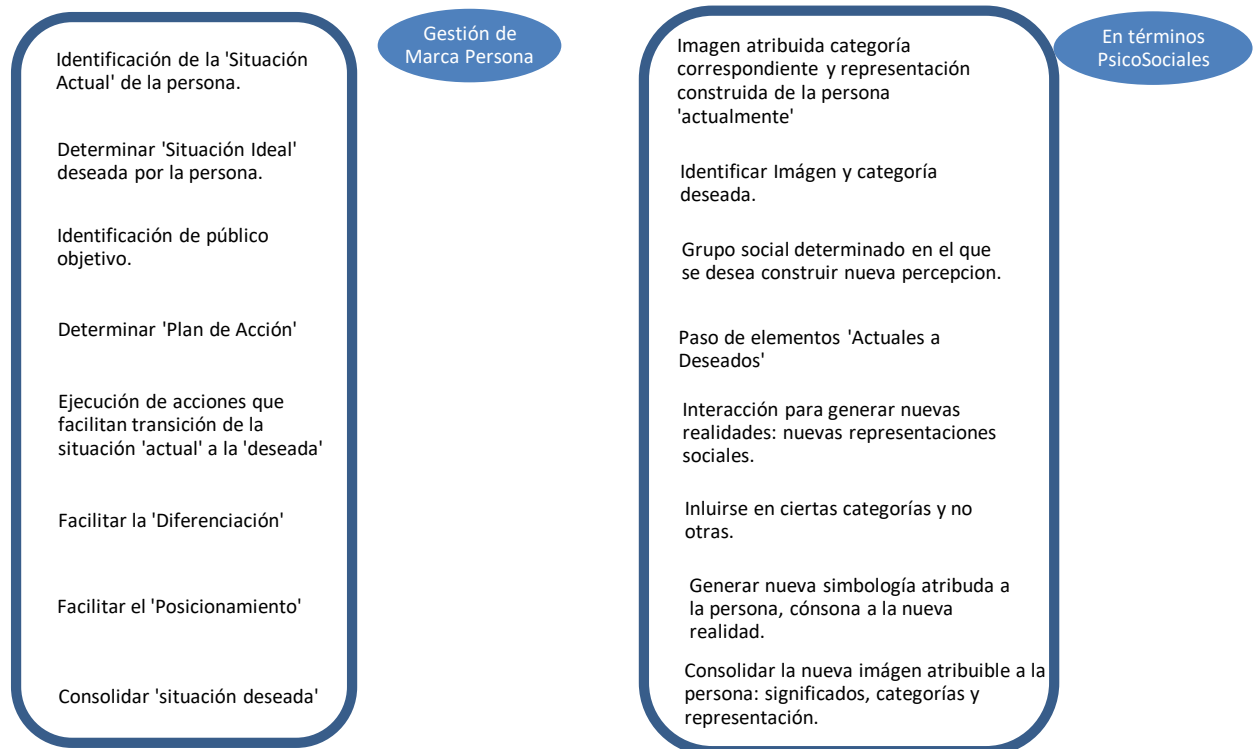 Gestión de
Marca Persona
Identificación de la 'Situación
Actual' de la persona.
Determinar 'Situación Ideal'
deseada por la persona.
Identificación de público
objetivo.
Determinar 'Plan de Acción'
Ejecución de acciones que
facilitan transición de la
situación 'actual' a la 'deseada'
Facilitar la 'Diferenciación'
Facilitar el 'Posicionamiento'
Consolidar 'situación deseada'
En términos
PsicoSociales
Imagen atribuida categoría
correspondiente y representación
construida de la persona
'actualmente'
Identificar Imágen y categoría
deseada.
Grupo social determinado en el que
se desea construir nueva percepcion.
Paso de elementos 'Actuales a
Deseados'
Interacción para generar nuevas
realidades: nuevas representaciones
sociales.
Inluirse en ciertas categorías y no
otras.
Generar nueva simbología atribuda a
la persona, cónsona a la nueva
realidad.
Consolidar la nueva imágen atribuible a la
persona: significados, categorías y
representación.